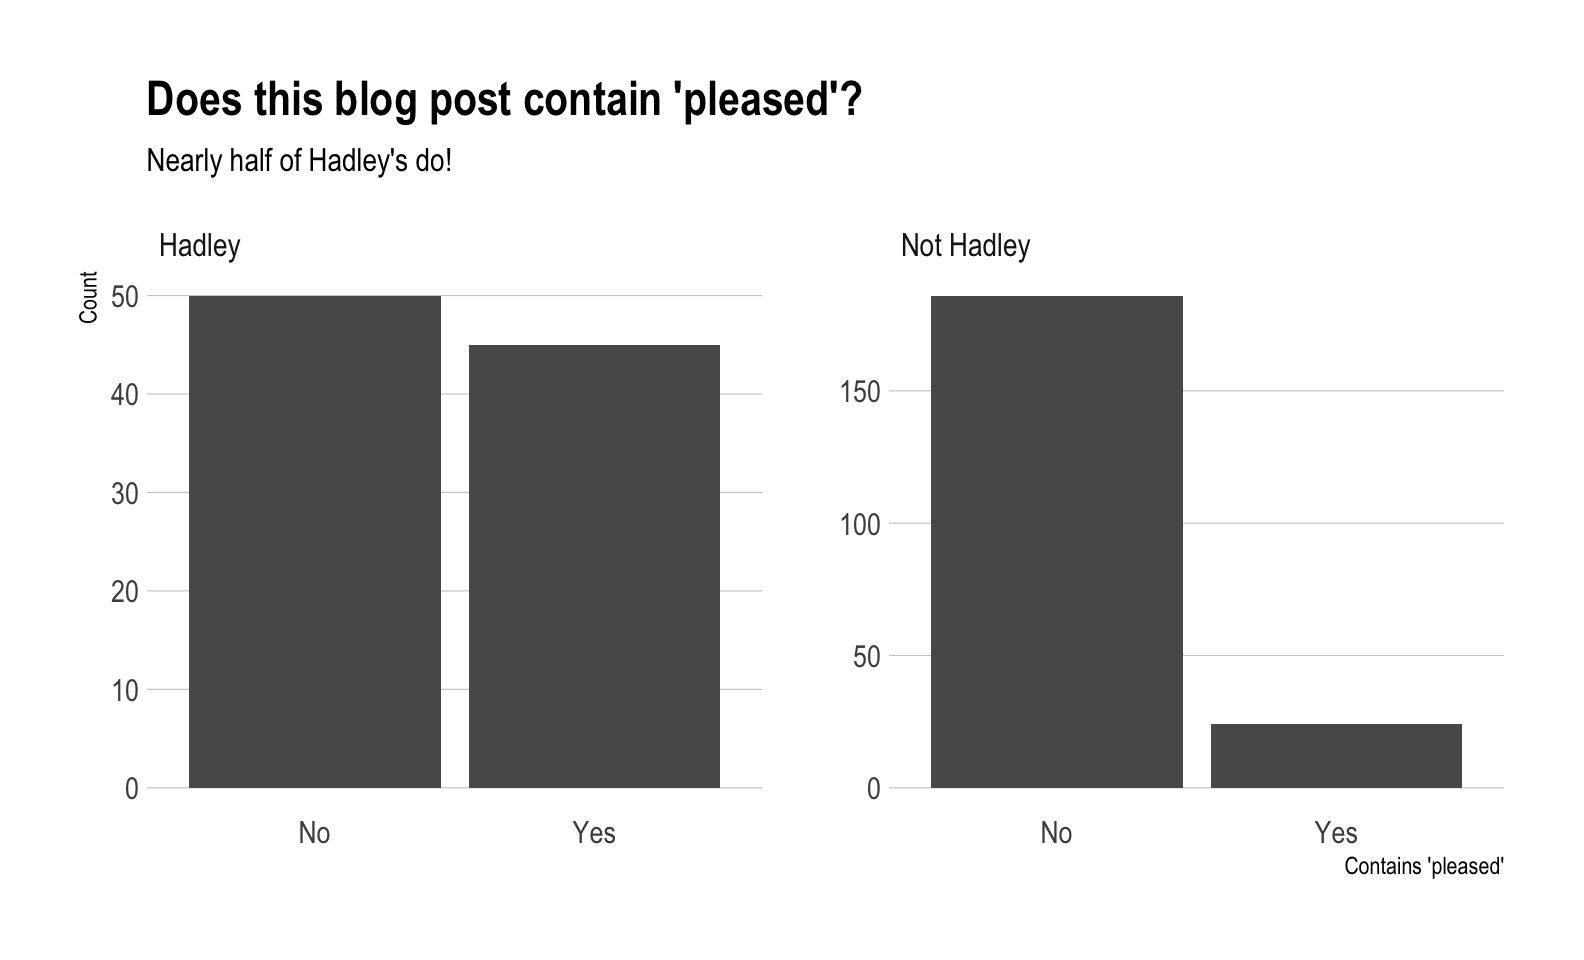 Does this blog post contain 'pleased'?
Nearly half of Hadley's do!
Hadley
Count
50
40
30
20
10
0
No Yes
Not Hadley
150
100
50
0
No Yes
Contains 'pleased'